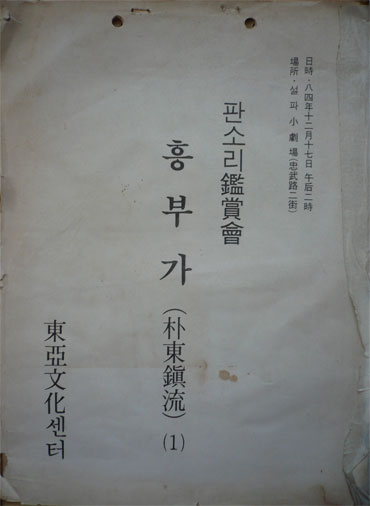 日時·八四年十二月十七日 午后二時
場所·설파小劇場(忠武路二街)
판소리鑑賞會
흥부가(朴東鎭流)(1)
東亞文化센터